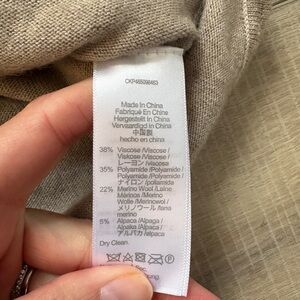 Made In China
Fabriqué En Chine
Hergestellt In China
Vervaardigd In China
中国製
hecho en china
38% Viscose /Viscose /
Viskose /Viscose /
レーヨン /viscosa
35% Polyamide /Polyamide /
Polyamid /Polyamide /
ナイロン /poliamida
22% Merino Wool /Laine
Mérinos /Merino-
Wolle /Merinowol /
メリノウール /lana
merino
5% Alpaca /Alpaga /
Alpaka /Alpaca /
アルパカ /alpaca
Dry Clean.